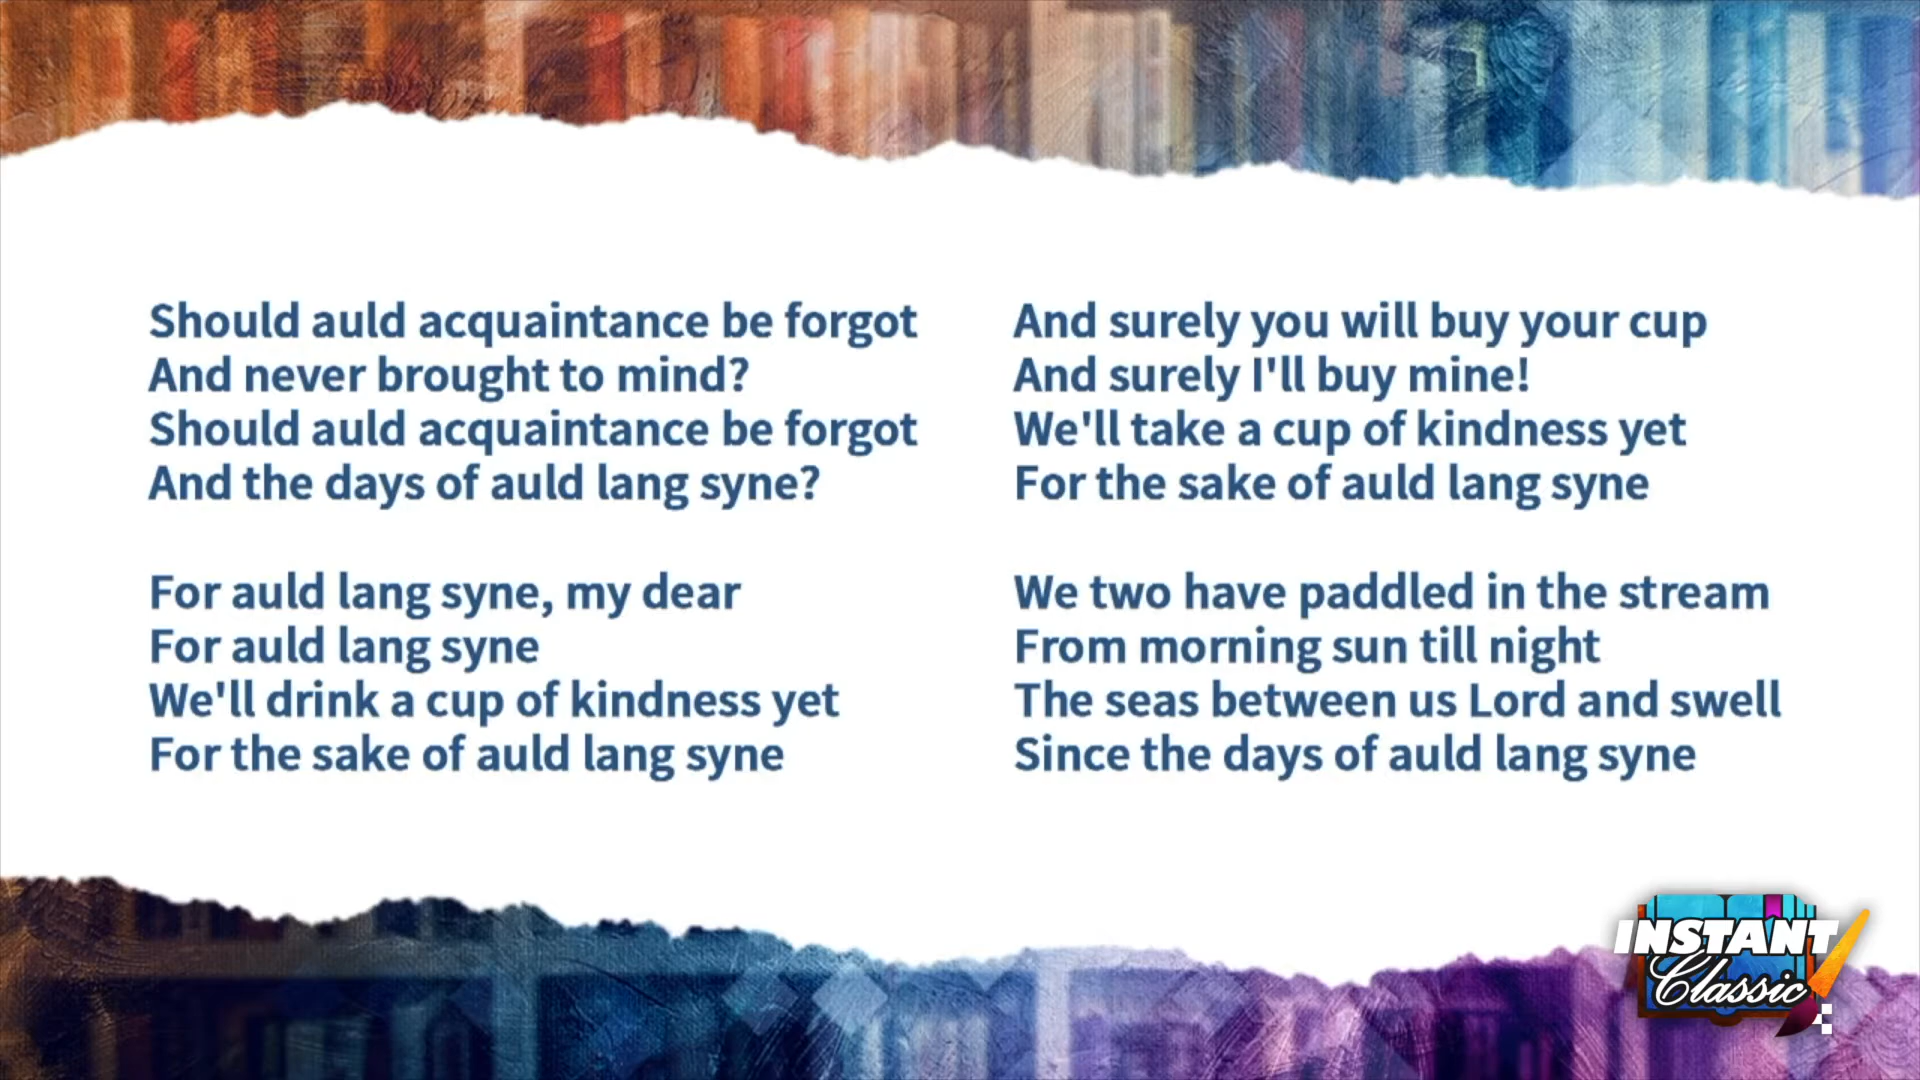 Should auld acquaintance be forgot
And never brought to mind?
Should auld acquaintance be forgot
And the days of auld lang syne?
For auld lang syne, my dear
For auld lang syne
We'll drink a cup of kindness yet
For the sake of auld lang syne
And surely you will buy your cup
And surely I'll buy mine!
We'll take a cup of kindness yet
For the sake of auld lang syne
We two have paddled in the stream
From morning sun till night
The seas between us Lord and swell
Since the days of auld lang syne
INSTANT
Classic